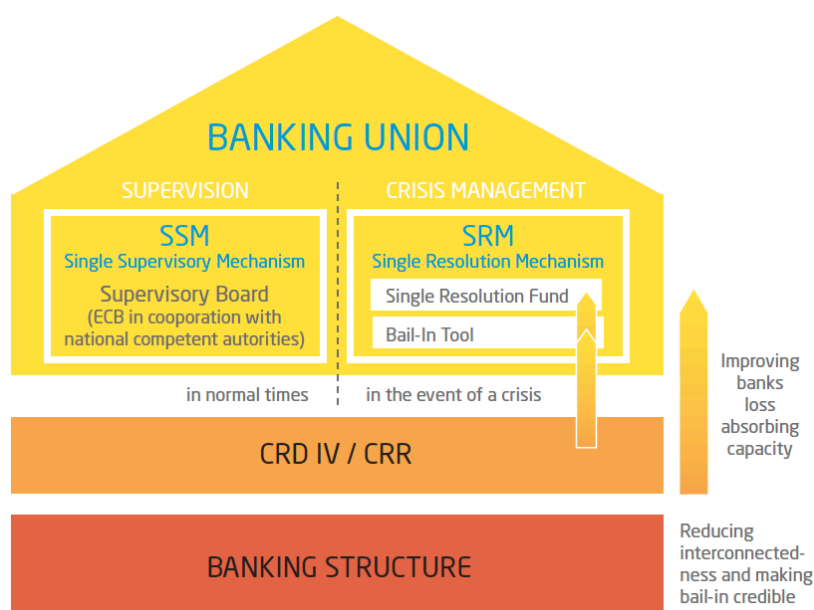 BANKING UNION
SUPERVISION
CRISIS MANAGEMENT
SSM
Single Supervisory Mechanism
Supervisory Board
(ECB in cooporation with
national competent autorities)
SRM
Single Resolution Mechanism
Single Resolution Fund
Bail-In Tool
in normal times
in the event of a crisis
Improving
banks
loss
absorbing
capacity
CRD IV / CRR
BANKING STRUCTURE
Reducing
interconnected-
ness and making
bail-in credible